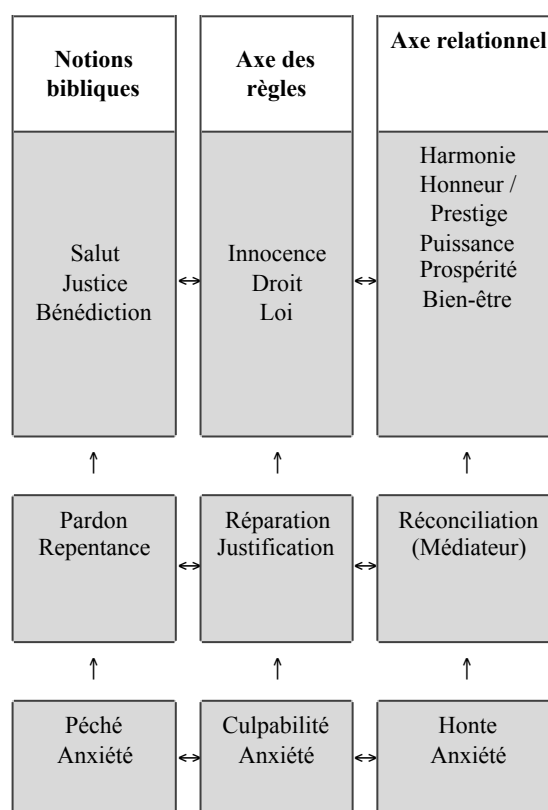 Notions
bibliques
Axe des
règles
Axe relationnel
Salut
Justice
Bénédiction
↔
Innocence
Droit
Loi
↔
Harmonie
Honneur /
Prestige
Puissance
Prospérité
Bien-être
↑
↑
↑
Pardon
Repentance
↔
Réparation
Justification
↔
Réconciliation
(Médiateur)
↑
↑
↑
Péché
Anxiété
↔
Culpabilité
Anxiété
↔
Honte
Anxiété